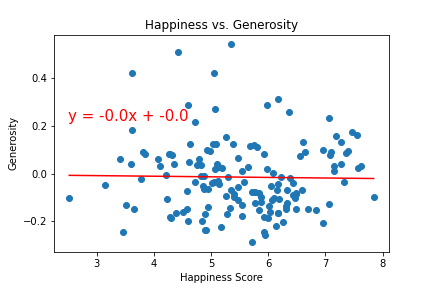 Happiness vs. Generosity
0.4
0.2
0.0
−0.2
Generosity
y = -0.0x + -0.0
3 4 5 6 7 8
Happiness Score